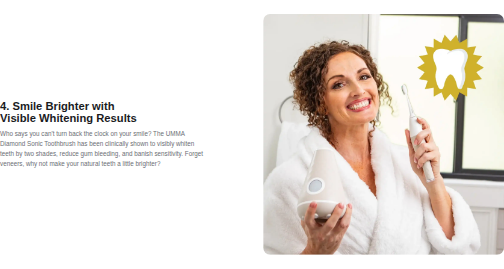 4. Smile Brighter with
Visible Whitening Results
Who says you can't turn back the clock on your smile? The UMMA
Diamond Sonic Toothbrush has been clinically shown to visibly whiten
teeth by two shades, reduce gum bleeding, and banish sensitivity. Forget
veneers, why not make your natural teeth a little brighter?